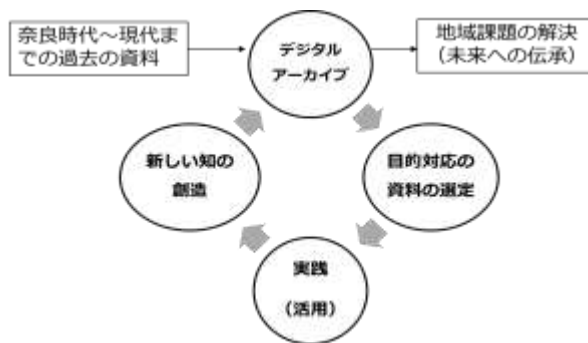 奈良時代～現代ま
での過去の資料
デジタル
アーカイブ
地域課題の解決
（未来への伝承）
新しい知の
創造
目的対応の
資料の選定
実践
（活用）